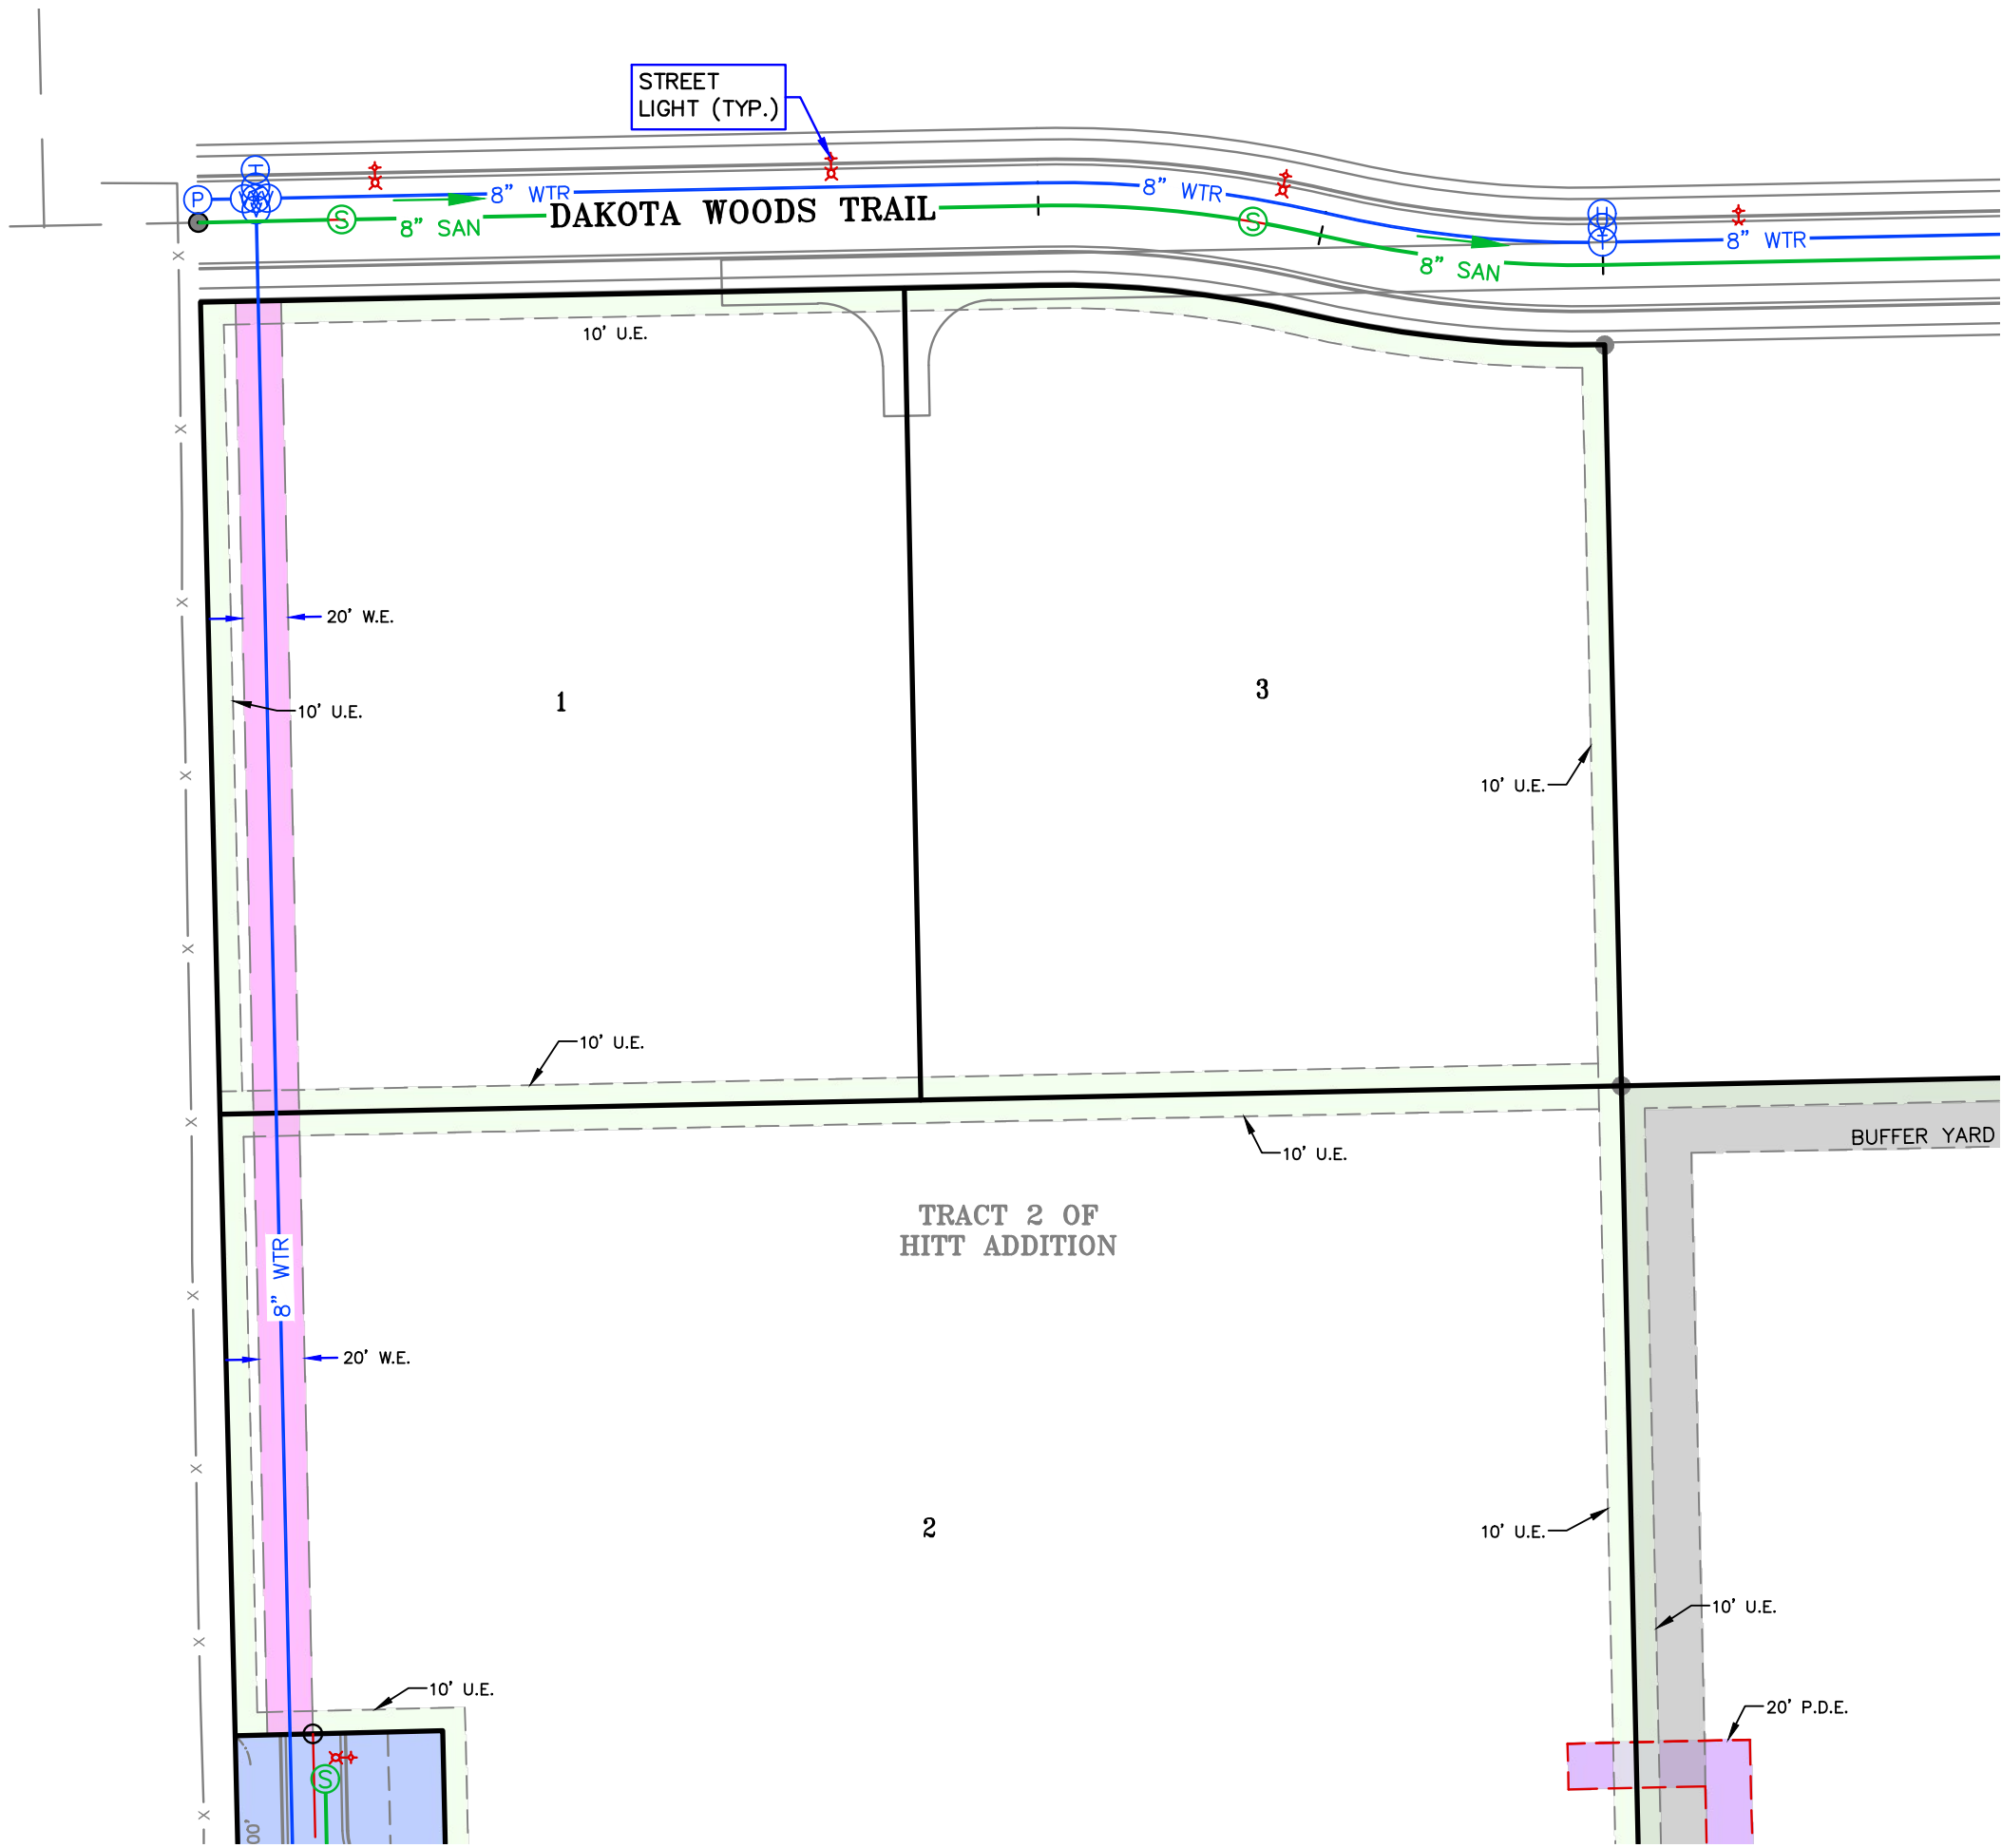 STREET
LIGHT (TYP.)
P
8" WTR
8" WTR
8" WTR
S
8" SAN
DAKOTA WOODS TRAIL
S
8" SAN
10' U.E.
20' W.E.
10' U.E.
1
3
10' U.E.
10' U.E.
10' U.E.
BUFFER YARD
TRACT 2 OF
HITT ADDITION
8" WTR
20' W.E.
2
10' U.E.
10' U.E.
10' U.E.
20' P.D.E.
S
00'